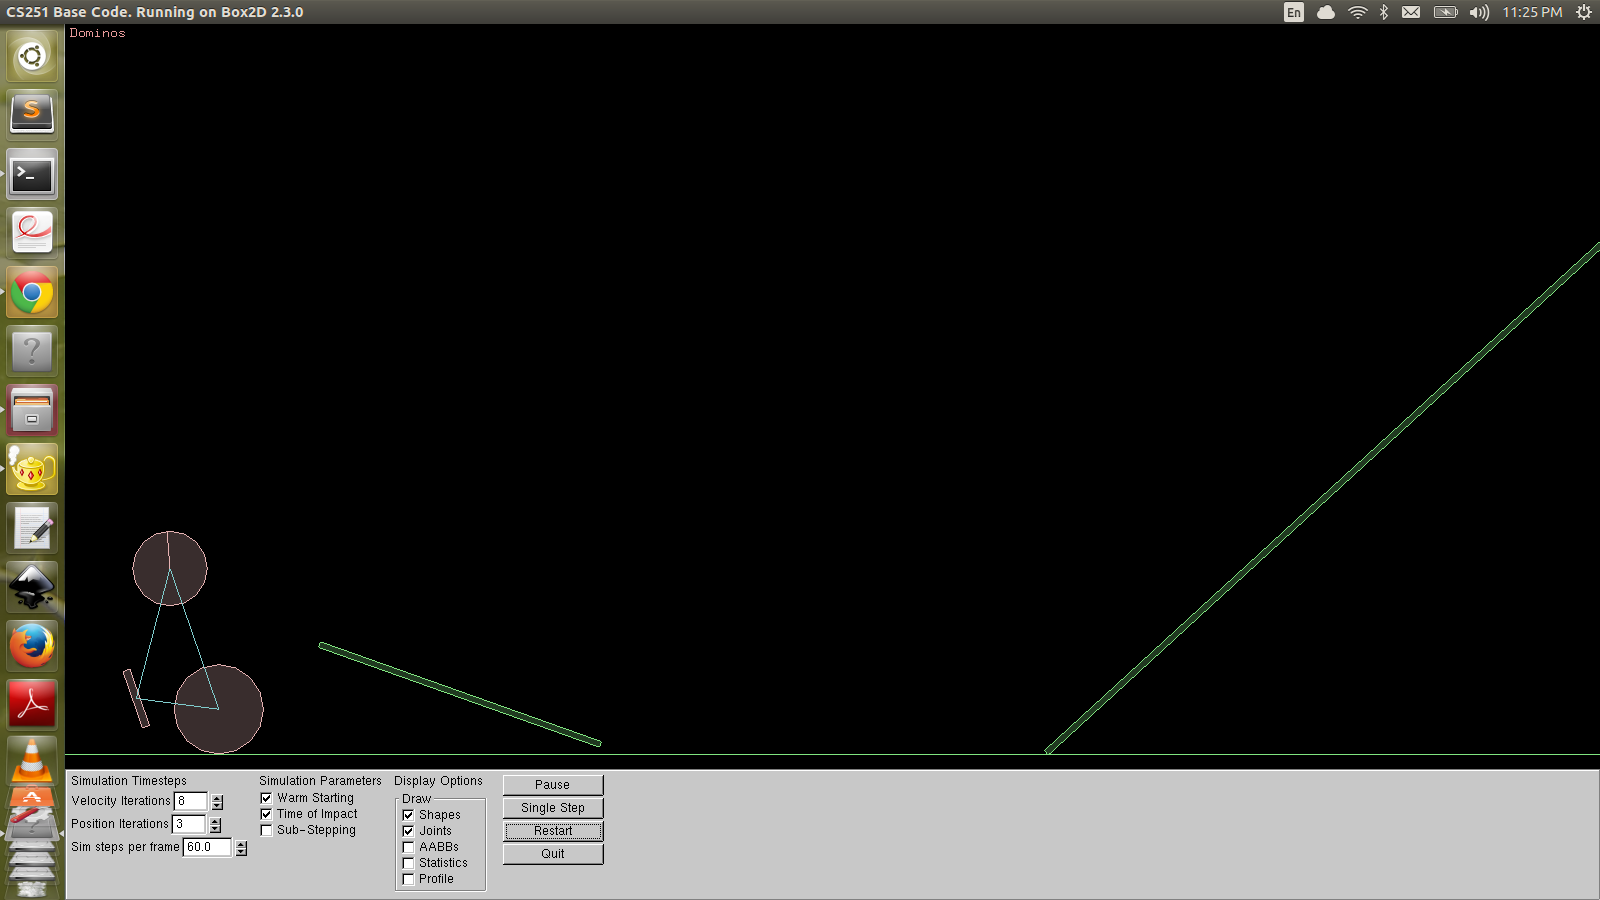 CS251 Base Code. Running on Box2D 2.3.0
En
11:25 PM
Dominos
Simulation Timesteps
Velocity Iterations 8
Position Iterations 3
Sim steps per frame 60.0
Simulation Parameters
Warm Starting
Time of Impact
Sub-Stepping
Display Options
Draw
Shapes
Joints
AABBs
Statistics
Profile
Pause
Single Step
Restart
Quit